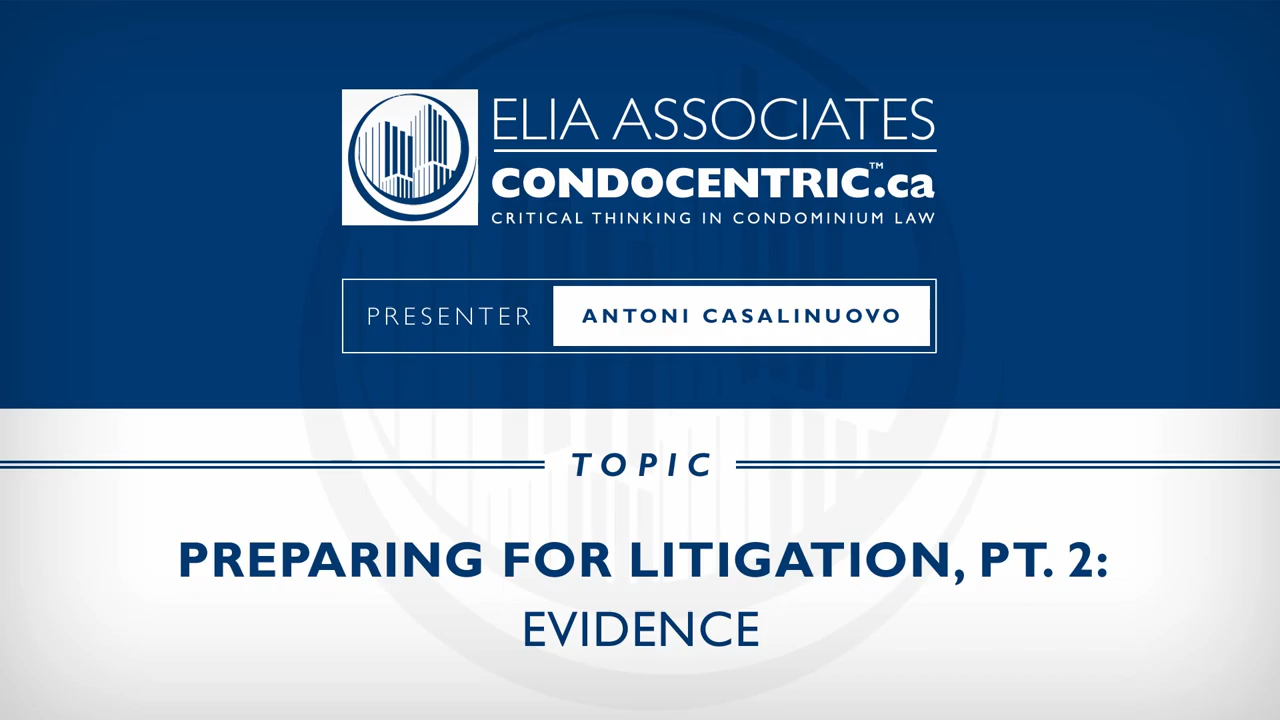 ELIA ASSOCIATES
CONDOCENTRIC™.ca
CRITICAL THINKING IN CONDOMINIUM LAW
PRESENTER ANTONI CASALINUOVO
TOPIC
PREPARING FOR LITIGATION, PT. 2:
EVIDENCE